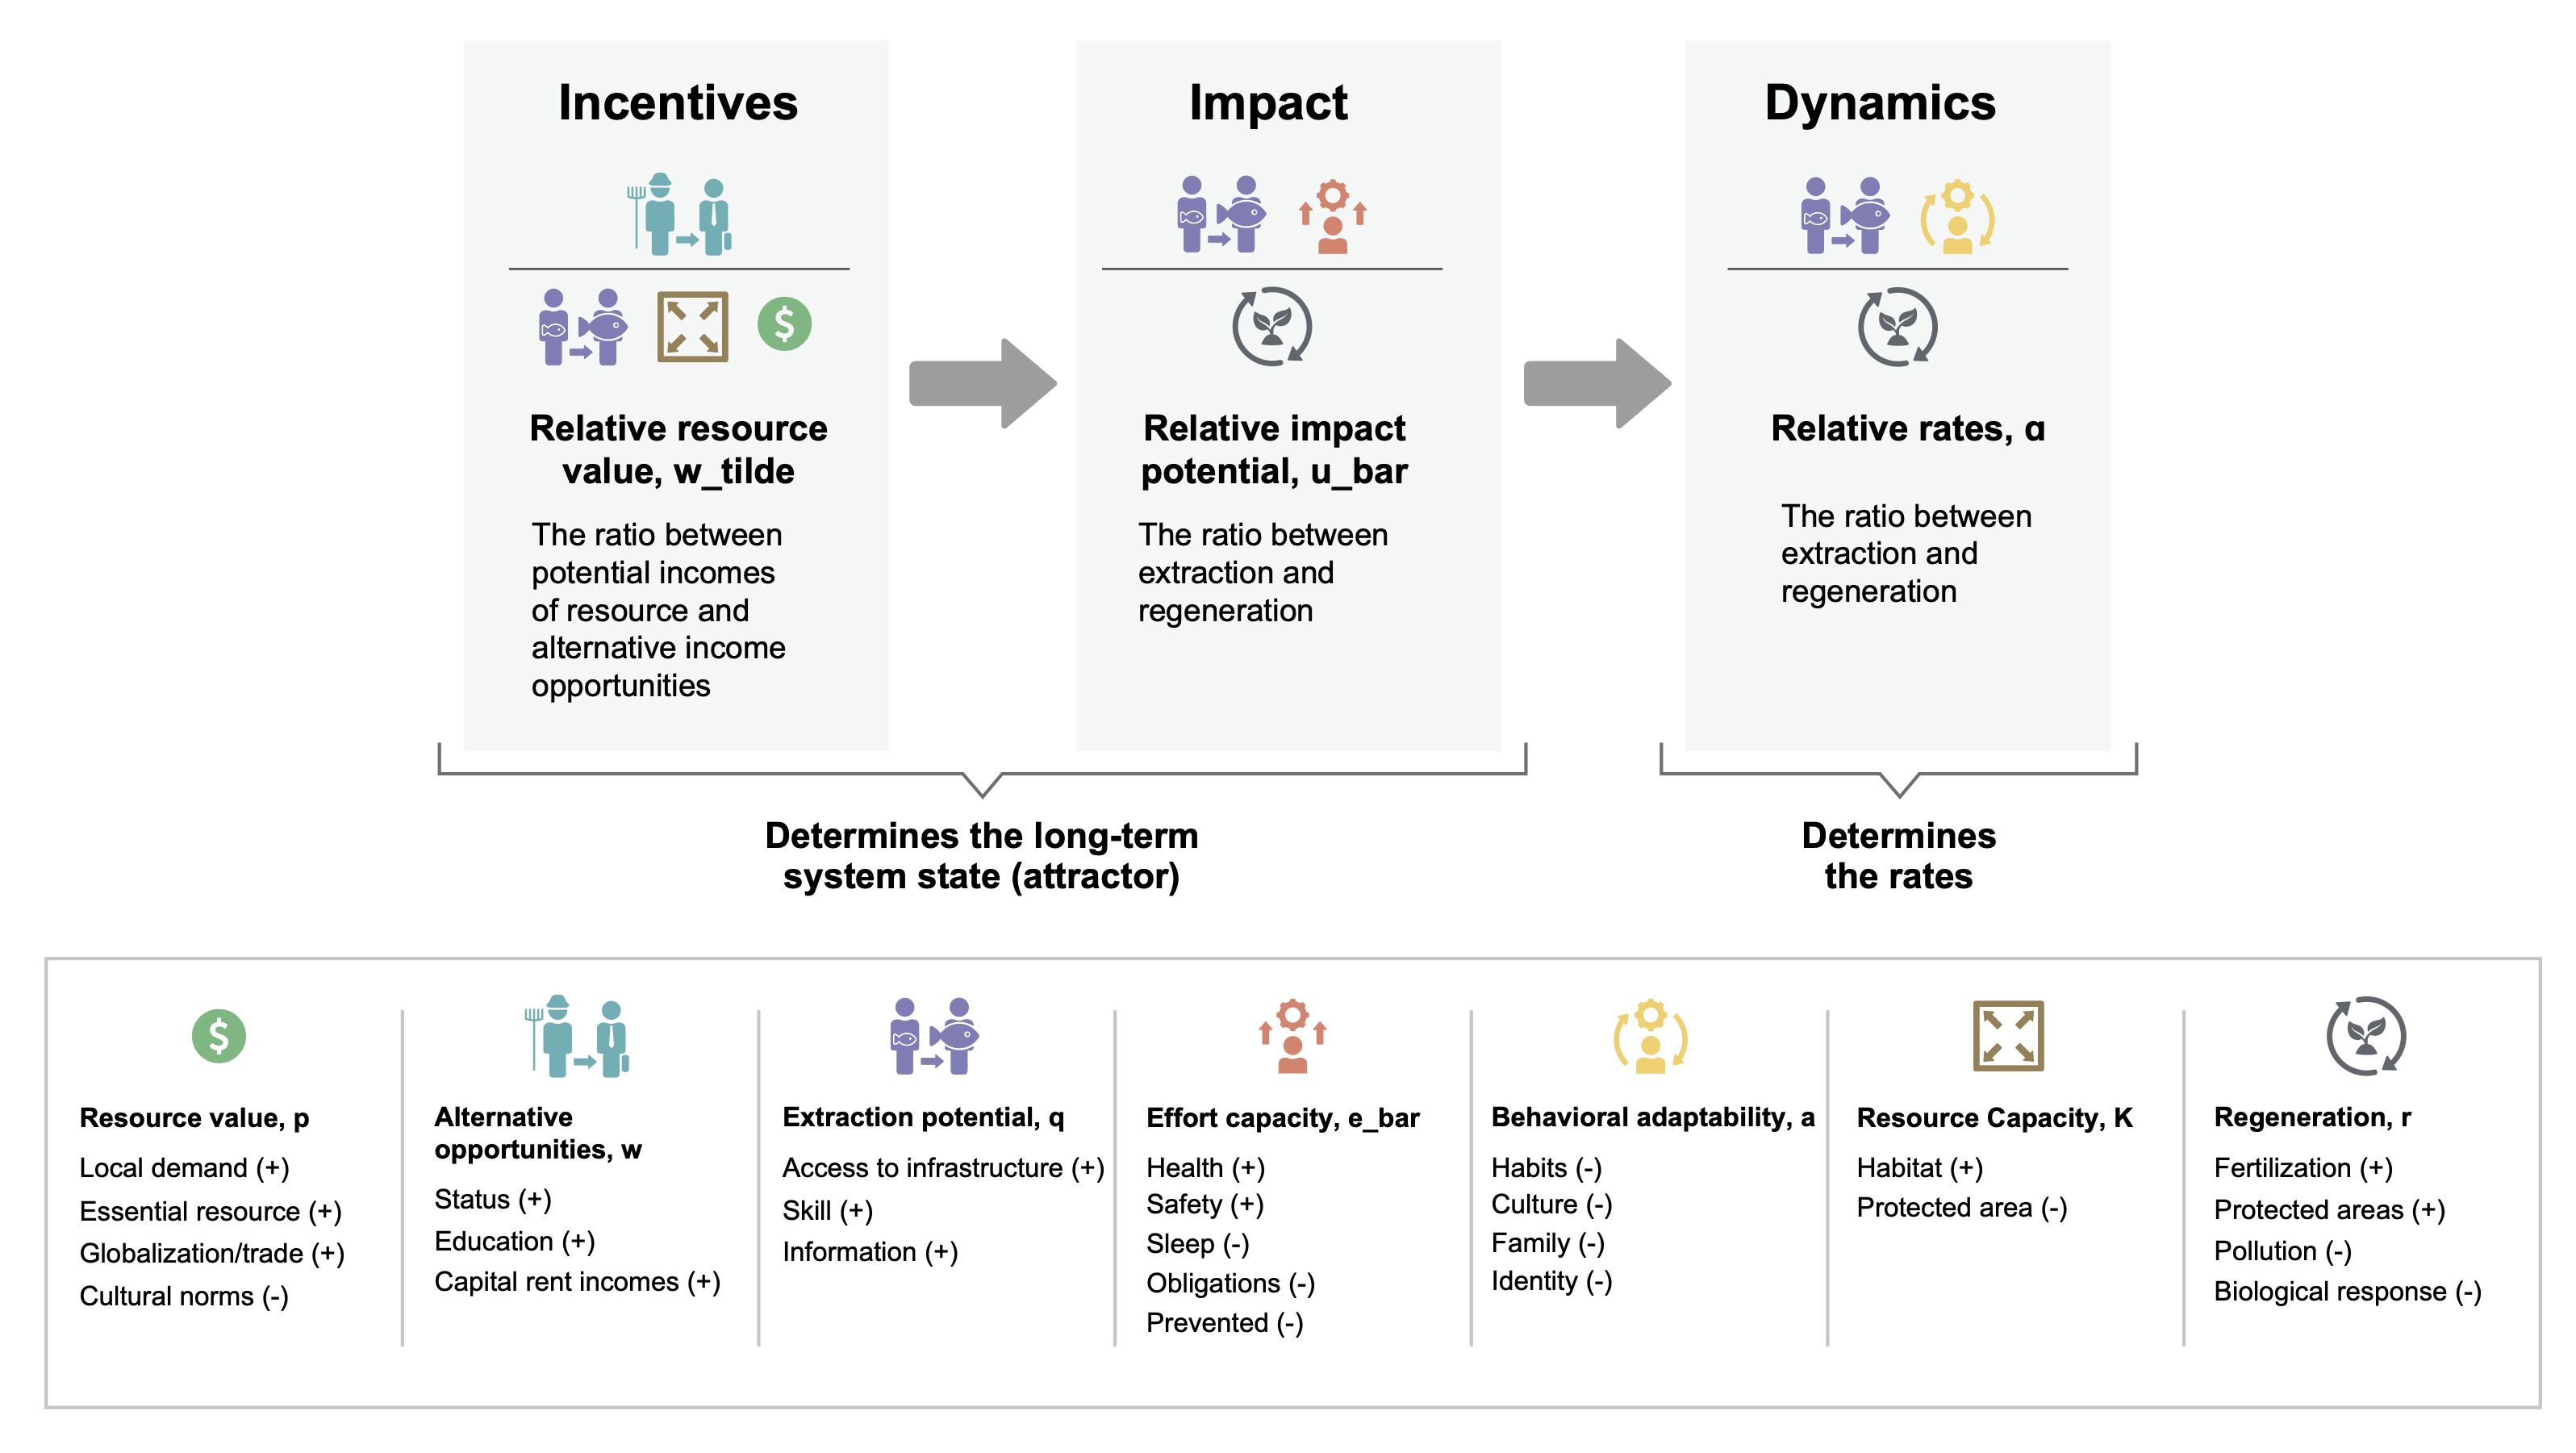 Incentives
Relative resource
value, w_tilde
The ratio between
potential incomes
of resource and
alternative income
opportunities
Impact
Relative impact
potential, u_bar
The ratio between
extraction and
regeneration
Dynamics
Relative rates, ɑ
The ratio between
extraction and
regeneration
Determines the long-term
system state (attractor)
Determines
the rates
$
Resource value, p
Local demand (+)
Essential resource (+)
Globalization/trade (+)
Cultural norms (-)
Alternative
opportunities, w
Status (+)
Education (+)
Capital rent incomes (+)
Extraction potential, q
Access to infrastructure (+)
Skill (+)
Information (+)
Effort capacity, e_bar
Health (+)
Safety (+)
Sleep (-)
Obligations (-)
Prevented (-)
Behavioral adaptability, a
Habits (-)
Culture (-)
Family (-)
Identity (-)
Resource Capacity, K
Habitat (+)
Protected area (-)
Regeneration, r
Fertilization (+)
Protected areas (+)
Pollution (-)
Biological response (-)